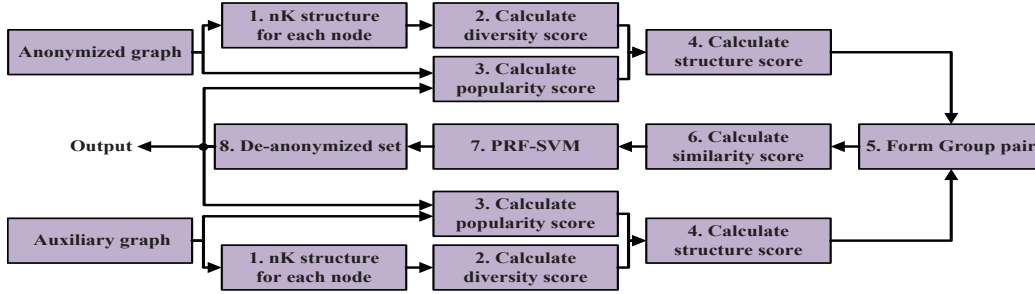 Anonymized graph
1. nK structure
for each node
2. Calculate
diversity score
3. Calculate
popularity score
4. Calculate
structure score
Output
8. De-anonymized set
7. PRF-SVM
6. Calculate
similarity score
5. Form Group pair
Auxiliary graph
3. Calculate
popularity score
1. nK structure
for each node
2. Calculate
diversity score
4. Calculate
structure score